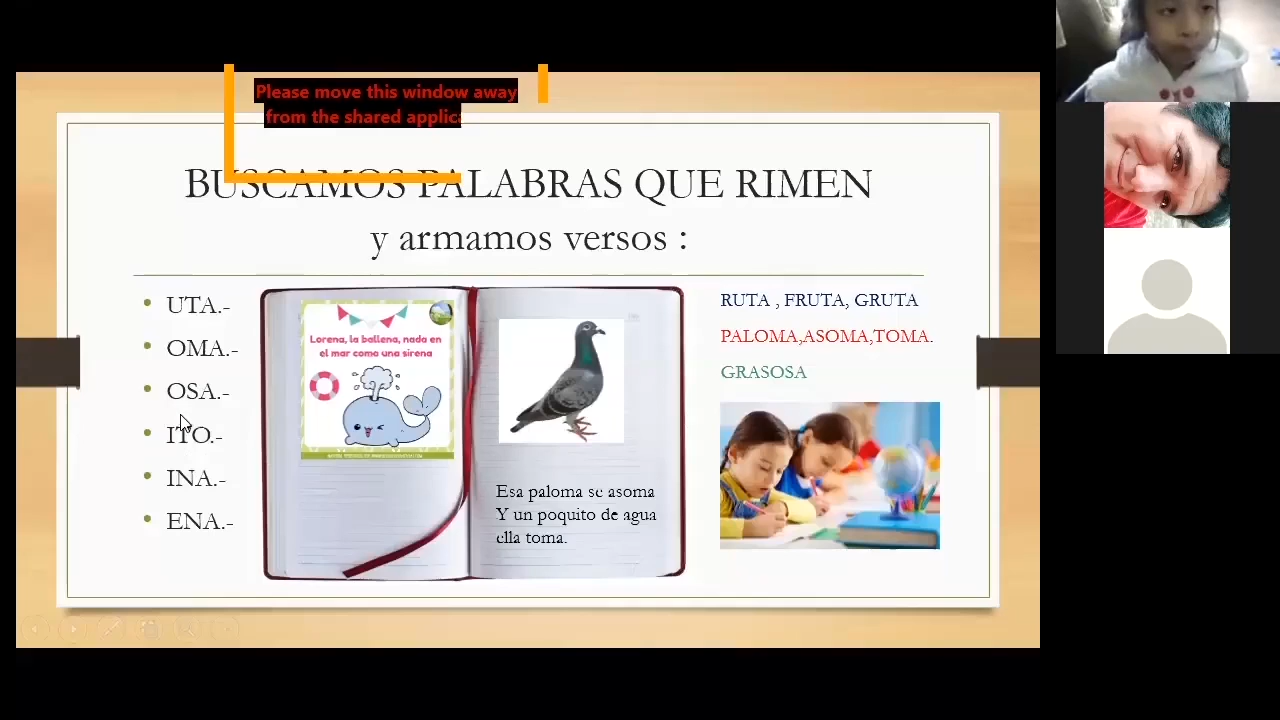 Please move this window away
from the shared applica
BUSCAMOS PALABRAS QUE RIMEN
y armamos versos :
UTA.-
OMA.-
OSA.-
ITO.-
INA.-
ENA.-
Lorena, la ballena, nada en
el mar como una sirena
Esa paloma se asoma
Y un poquito de agua
ella toma.
RUTA , FRUTA, GRUTA
PALOMA,ASOMA,TOMA.
GRASOSA